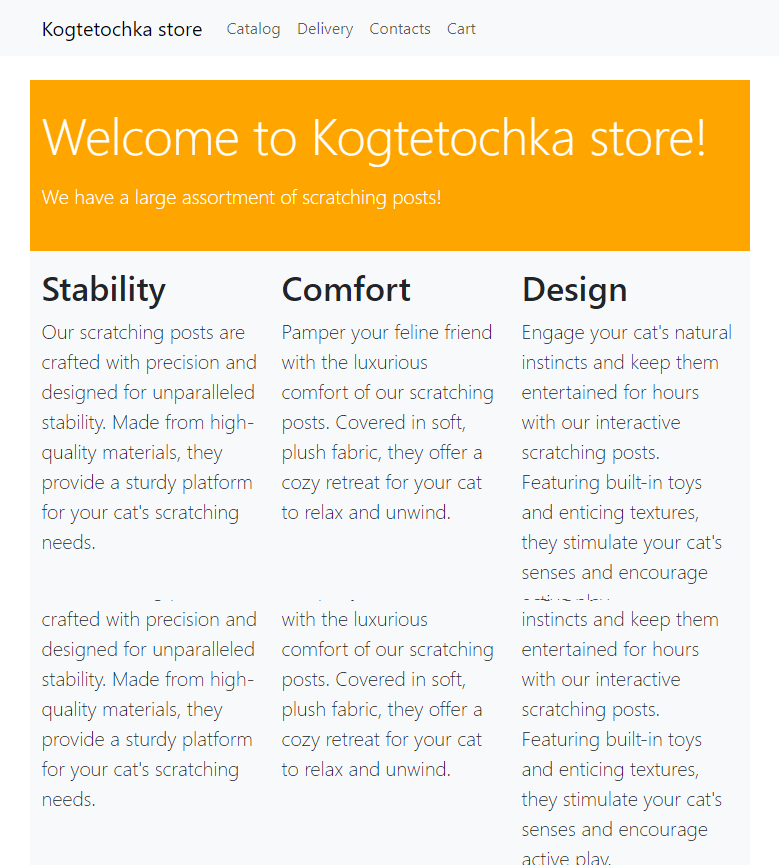 Kogtetochka store Catalog Delivery Contacts Cart
Welcome to Kogtetochka store!
We have a large assortment of scratching posts!
Stability
Our scratching posts are
crafted with precision and
designed for unparalleled
stability. Made from high-
quality materials, they
provide a sturdy platform
for your cat's scratching
needs.
Comfort
Pamper your feline friend
with the luxurious
comfort of our scratching
posts. Covered in soft,
plush fabric, they offer a
cozy retreat for your cat
to relax and unwind.
Design
Engage your cat's natural
instincts and keep them
entertained for hours
with our interactive
scratching posts.
Featuring built-in toys
and enticing textures,
they stimulate your cat's
senses and encourage
active play.
crafted with precision and
designed for unparalleled
stability. Made from high-
quality materials, they
provide a sturdy platform
for your cat's scratching
needs.
with the luxurious
comfort of our scratching
posts. Covered in soft,
plush fabric, they offer a
cozy retreat for your cat
to relax and unwind.
instincts and keep them
entertained for hours
with our interactive
scratching posts.
Featuring built-in toys
and enticing textures,
they stimulate your cat's
senses and encourage
active play.